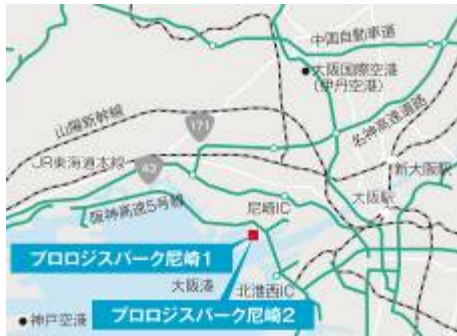 中国自動車道
大阪国際空港
(伊丹空港)
山陽新幹線
171
名神高速道路
JR東海道本線
43
新大阪駅
大阪駅
阪神高速5号線
尼崎IC
プロロジスパーク尼崎1
大阪湾
北港西IC
プロロジスパーク尼崎2
神戸空港